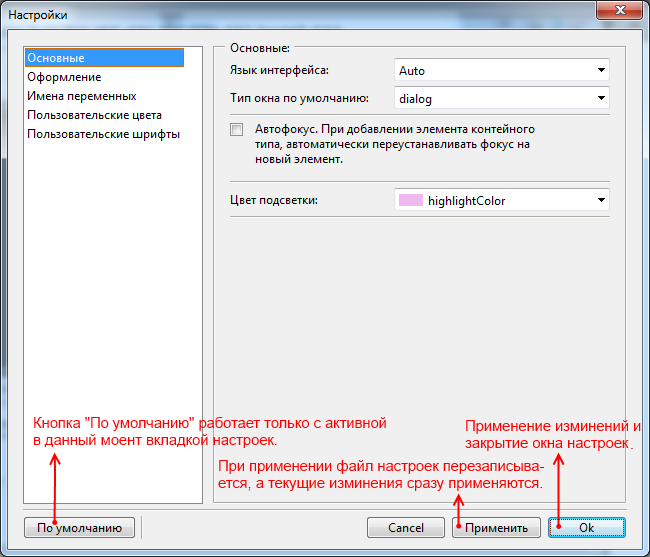 Настройки
Основные
Оформление
Имена переменных
Пользовательские цвета
Пользовательские шрифты
Основные:
Язык интерфейса:
Auto
Тип окна по умолчанию:
dialog
Автофокус. При добавлении элемента контейного
типа, автоматически переустанавливать фокус на
новый элемент.
Цвет подсветки:
highlightColor
Кнопка "По умолчанию" работает только с активной
в данный моент вкладкой настроек.
Применение изминений и
закрытие окна настроек.
При применении файл настроек перезаписыва-
ется, а текущие изминения сразу применяются.
По умолчанию
Cancel
Применить
Ok